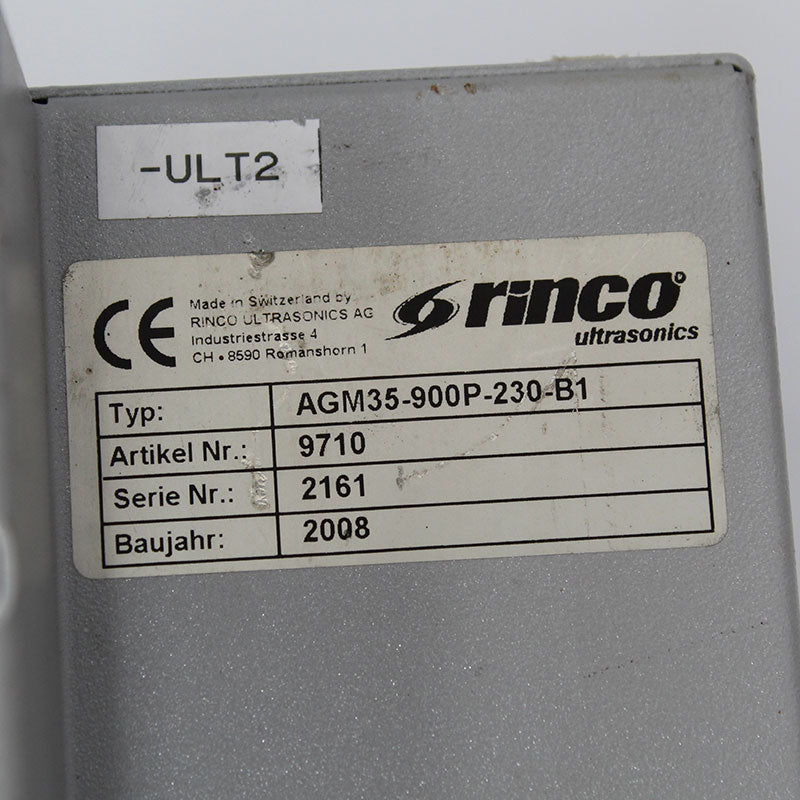 -ULT2
CE
Made in Switzerland by
RINCO ULTRASONICS AG
Industriestrasse 4
CH • 8590 Romanshorn 1
rinco®
ultrasonics
Typ: AGM35-900P-230-B1
Artikel Nr.: 9710
Serie Nr.: 2161
Baujahr: 2008